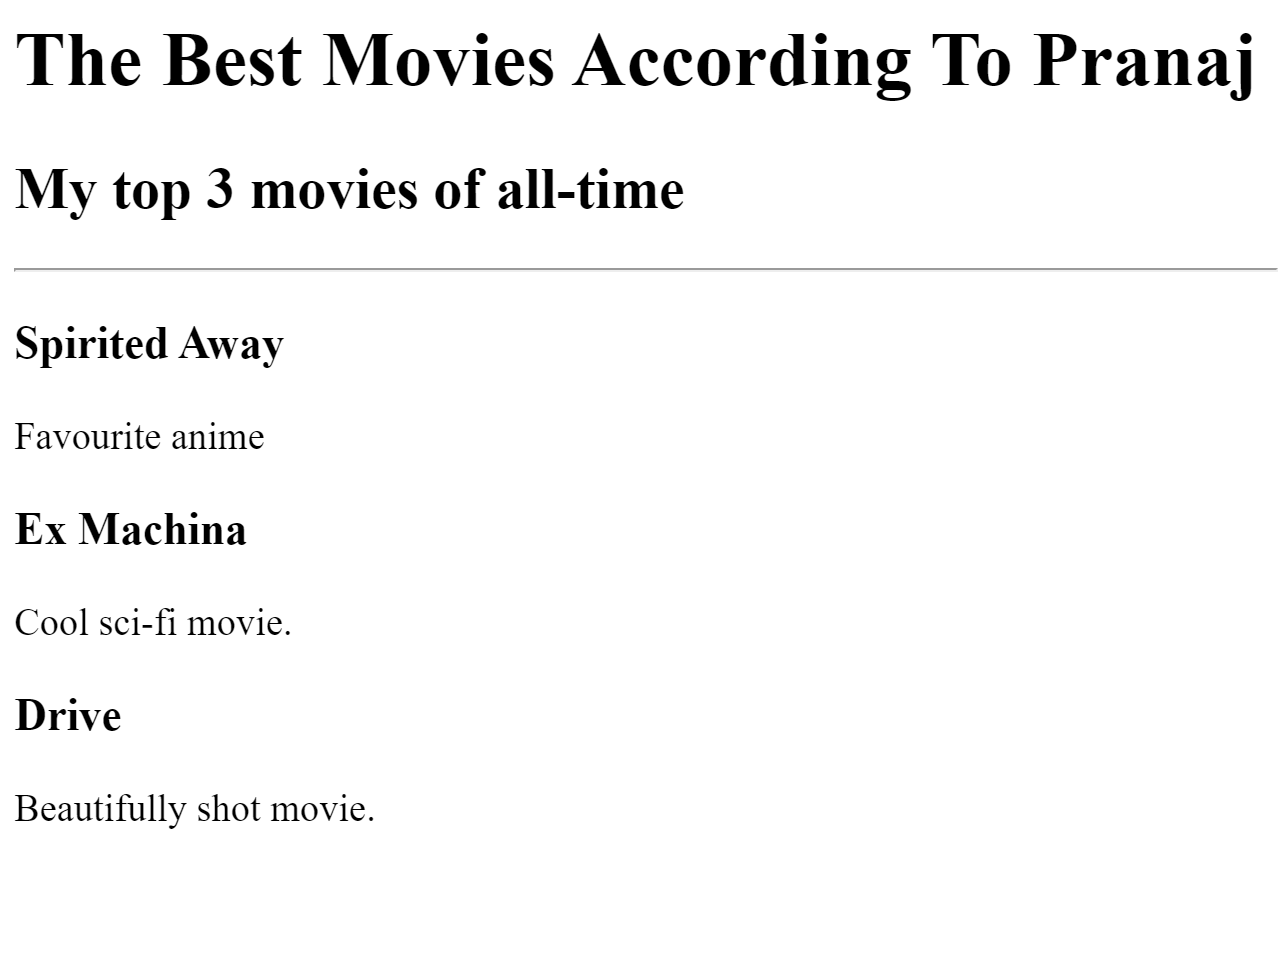 The Best Movies According To Pranaj
My top 3 movies of all-time
Spirited Away
Favourite anime
Ex Machina
Cool sci-fi movie.
Drive
Beautifully shot movie.